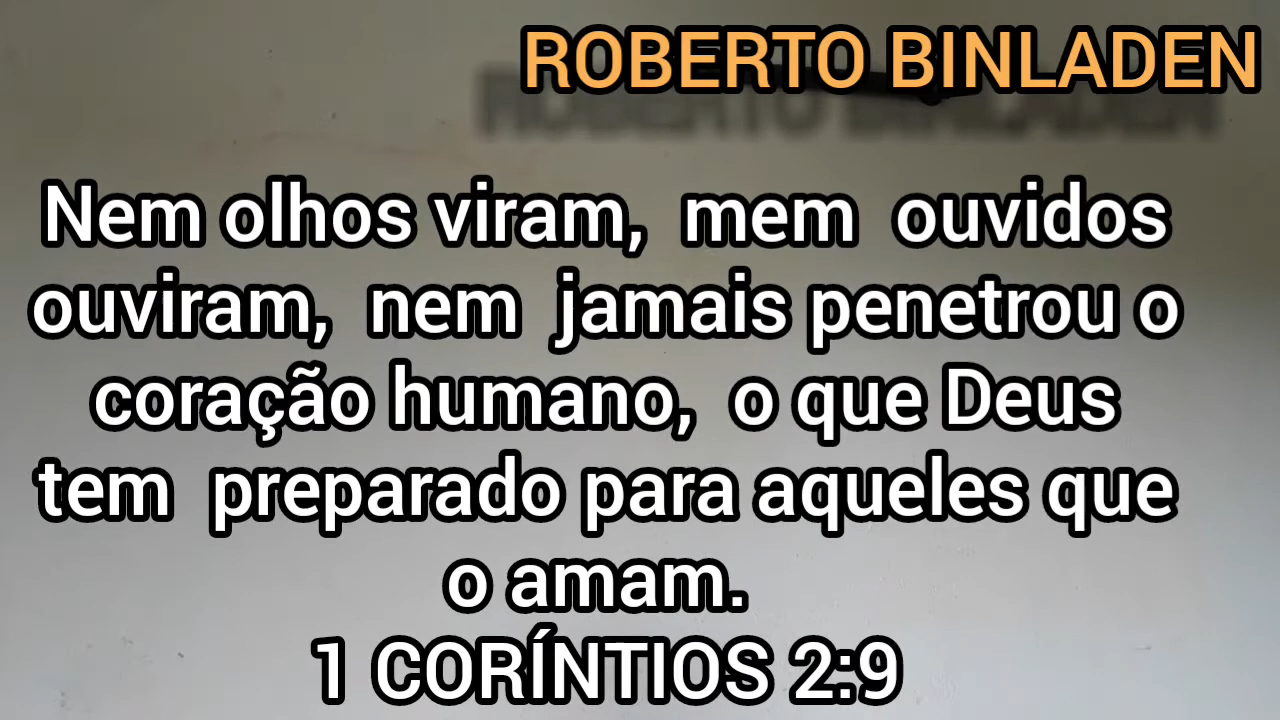 ROBERTO BINLADEN
Nem olhos viram, mem ouvidos
ouviram, nem jamais penetrou o
coração humano, o que Deus
tem preparado para aqueles que
o amam.
1 CORÍNTIOS 2:9